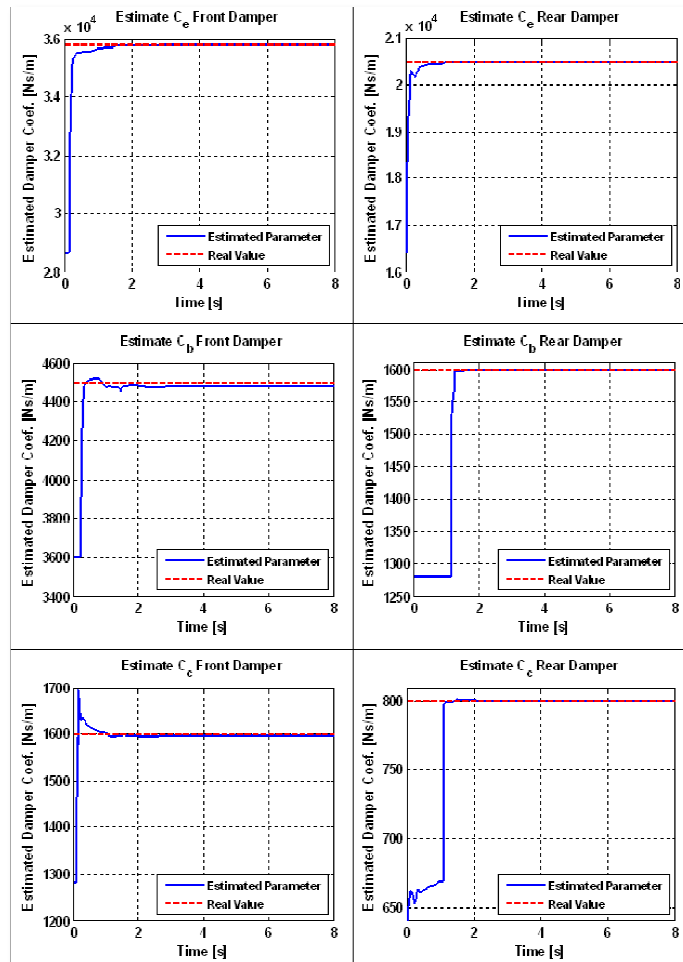 Estimate Ce Front Damper
x 10^4
3.6
3.4
3.2
3
2.8
0 2 4 6 8
Estimated Damper Coef. [Ns/m]
Time [s]
Estimated Parameter
Real Value
Estimate Ce Rear Damper
x 10^4
2.1
2
1.9
1.8
1.7
1.6
0 2 4 6 8
Estimated Damper Coef. [Ns/m]
Time [s]
Estimated Parameter
Real Value
Estimate Cb Front Damper
4600
4400
4200
4000
3800
3600
3400
0 2 4 6 8
Estimated Damper Coef. [Ns/m]
Time [s]
Estimated Parameter
Real Value
Estimate Cb Rear Damper
1600
1550
1500
1450
1400
1350
1300
1250
0 2 4 6 8
Estimated Damper Coef. [Ns/m]
Time [s]
Estimated Parameter
Real Value
Estimate Cc Front Damper
1700
1600
1500
1400
1300
1200
0 2 4 6 8
Estimated Damper Coef. [Ns/m]
Time [s]
Estimated Parameter
Real Value
Estimate Cc Rear Damper
800
750
700
650
0 2 4 6 8
Estimated Damper Coef. [Ns/m]
Time [s]
Estimated Parameter
Real Value